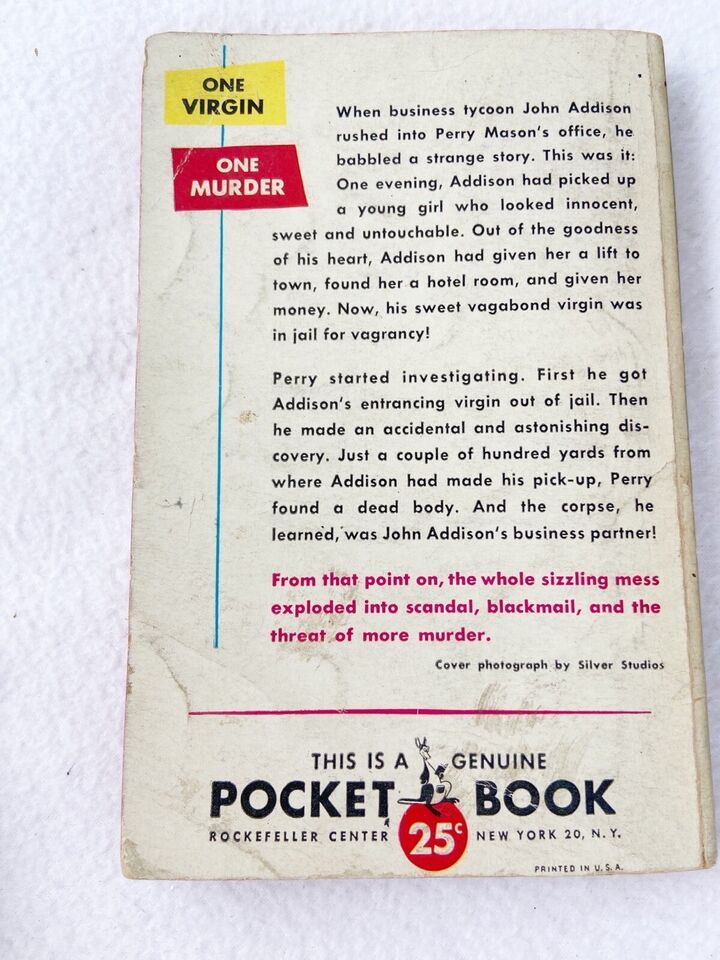 ONE
VIRGIN
ONE
MURDER
When business tycoon John Addison
rushed into Perry Mason's office, he
babbled a strange story. This was it:
One evening, Addison had picked up
a young girl who looked innocent,
sweet and untouchable. Out of the goodness
of his heart, Addison had given her a lift to
town, found her a hotel room, and given her
money. Now, his sweet vagabond virgin was
in jail for vagrancy!
Perry started investigating. First he got
Addison's entrancing virgin out of jail. Then
he made an accidental and astonishing dis-
covery. Just a couple of hundred yards from
where Addison had made his pick-up, Perry
found a dead body. And the corpse, he
learned, was John Addison's business partner!
From that point on, the whole sizzling mess
exploded into scandal, blackmail, and the
threat of more murder.
Cover photograph by Silver Studios
THIS IS A GENUINE
POCKET BOOK
ROCKEFELLER CENTER 25c NEW YORK 20, N.Y.
PRINTED IN U.S.A.